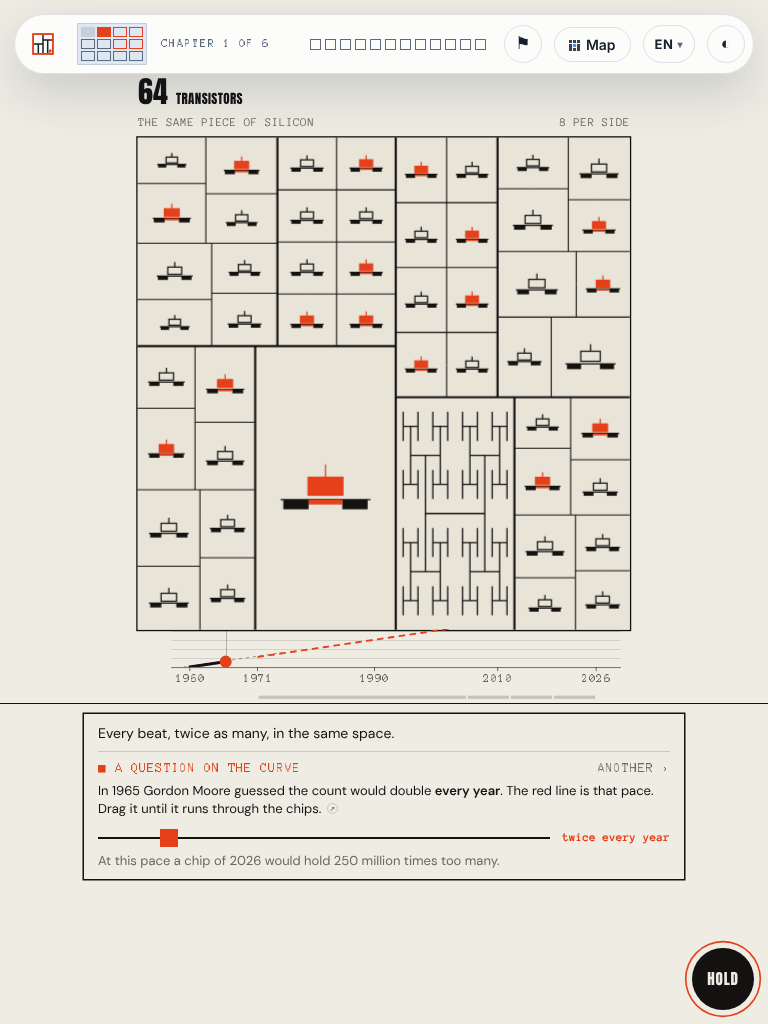 CHAPTER 1 OF 6
Map
EN
64 TRANSISTORS
THE SAME PIECE OF SILICON
8 PER SIDE
1960
1971
1990
2010
2026
Every beat, twice as many, in the same space.
A QUESTION ON THE CURVE
ANOTHER ›
In 1965 Gordon Moore guessed the count would double every year. The red line is that pace.
Drag it until it runs through the chips.
twice every year
At this pace a chip of 2026 would hold 250 million times too many.
HOLD